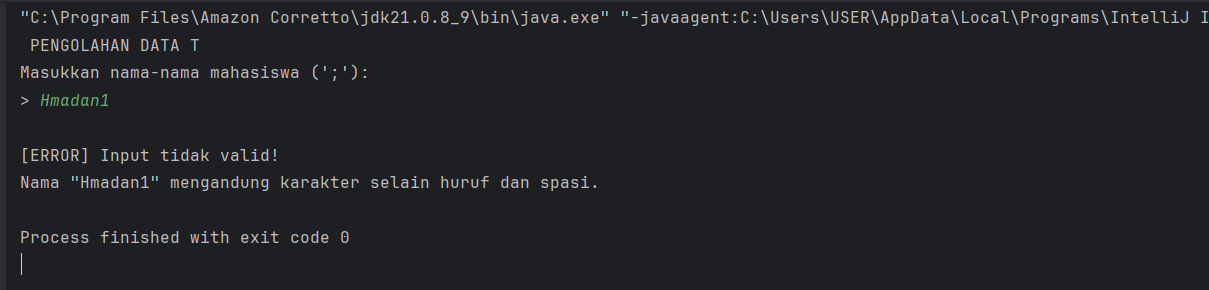 "C:\Program Files\Amazon Corretto\jdk21.0.8_9\bin\java.exe" "-javaagent:C:\Users\USER\AppData\Local\Programs\IntelliJ I
PENGOLAHAN DATA T
Masukkan nama-nama mahasiswa (';'):
> Hmadan1
[ERROR] Input tidak valid!
Nama "Hmadan1" mengandung karakter selain huruf dan spasi.
Process finished with exit code 0